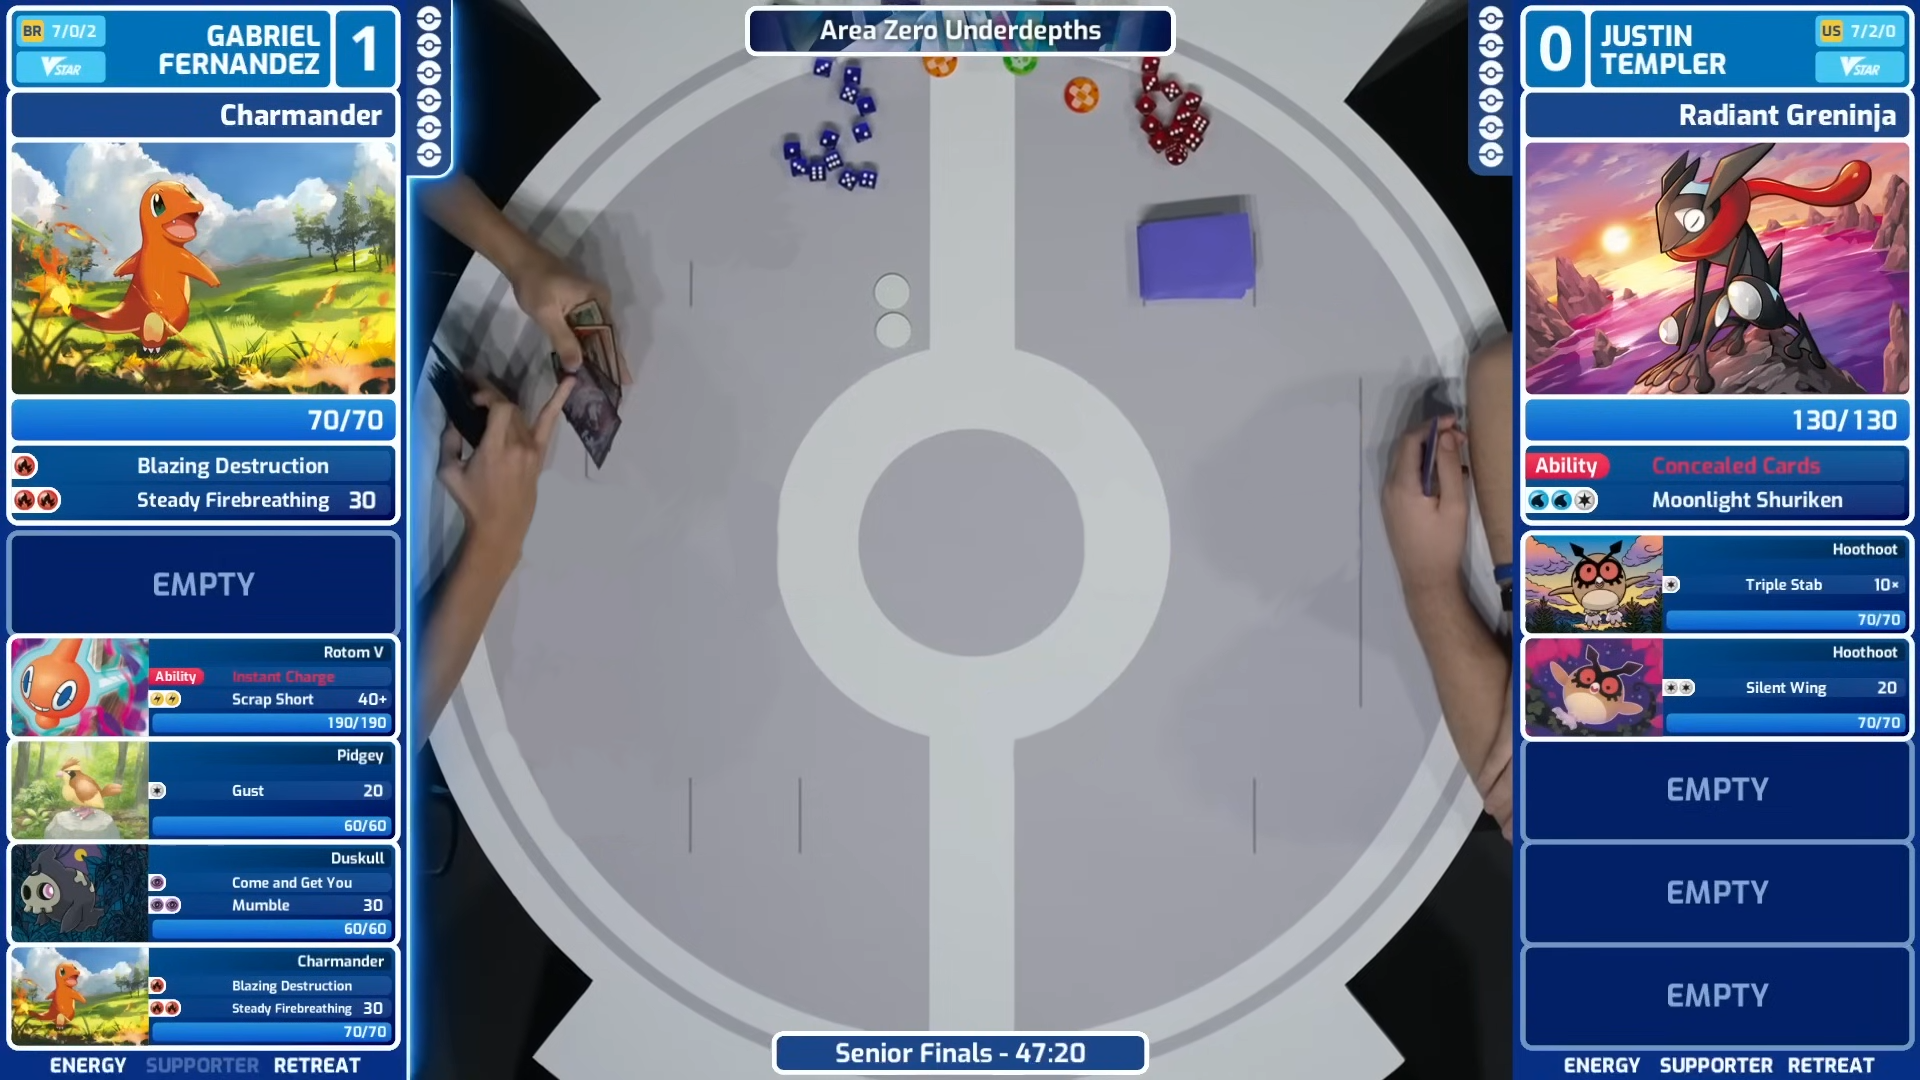 BR 7/0/2
VSTAR
GABRIEL
FERNANDEZ
1
Charmander
70/70
Blazing Destruction
Steady Firebreathing 30
EMPTY
Rotom V
Ability Instant Charge
Scrap Short 40+
190/190
Pidgey
Gust 20
60/60
Duskull
Come and Get You
Mumble 30
60/60
Charmander
Blazing Destruction
Steady Firebreathing 30
70/70
ENERGY SUPPORTER RETREAT
Area Zero Underdepths
Senior Finals - 47:20
0
JUSTIN
TEMPLER
US 7/2/0
VSTAR
Radiant Greninja
130/130
Ability Concealed Cards
Moonlight Shuriken
Hoothoot
Triple Stab 10×
70/70
Hoothoot
Silent Wing 20
70/70
EMPTY
EMPTY
EMPTY
ENERGY SUPPORTER RETREAT